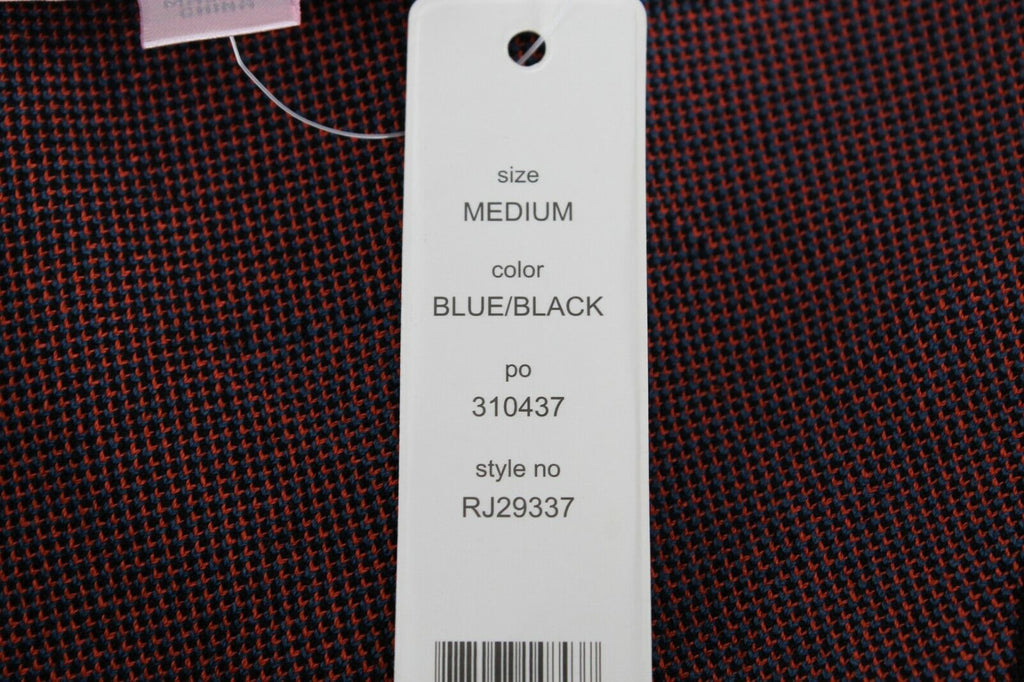 size
MEDIUM
color
BLUE/BLACK
po
310437
style no
RJ29337